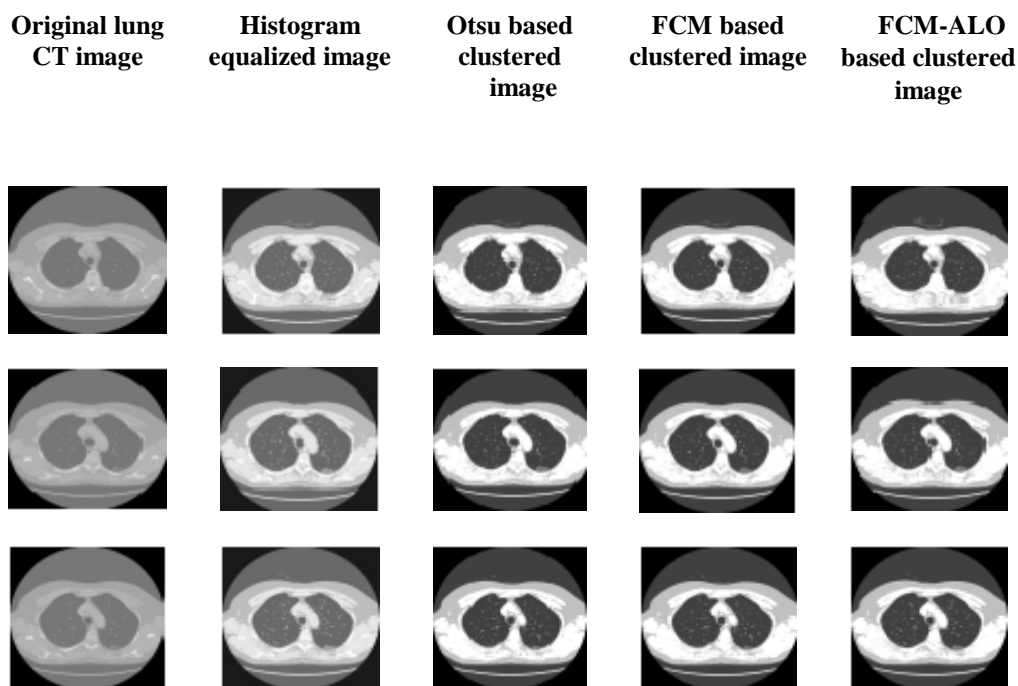 Original lung
CT image
Histogram
equalized image
Otsu based
clustered
image
FCM based
clustered image
FCM-ALO
based clustered
image